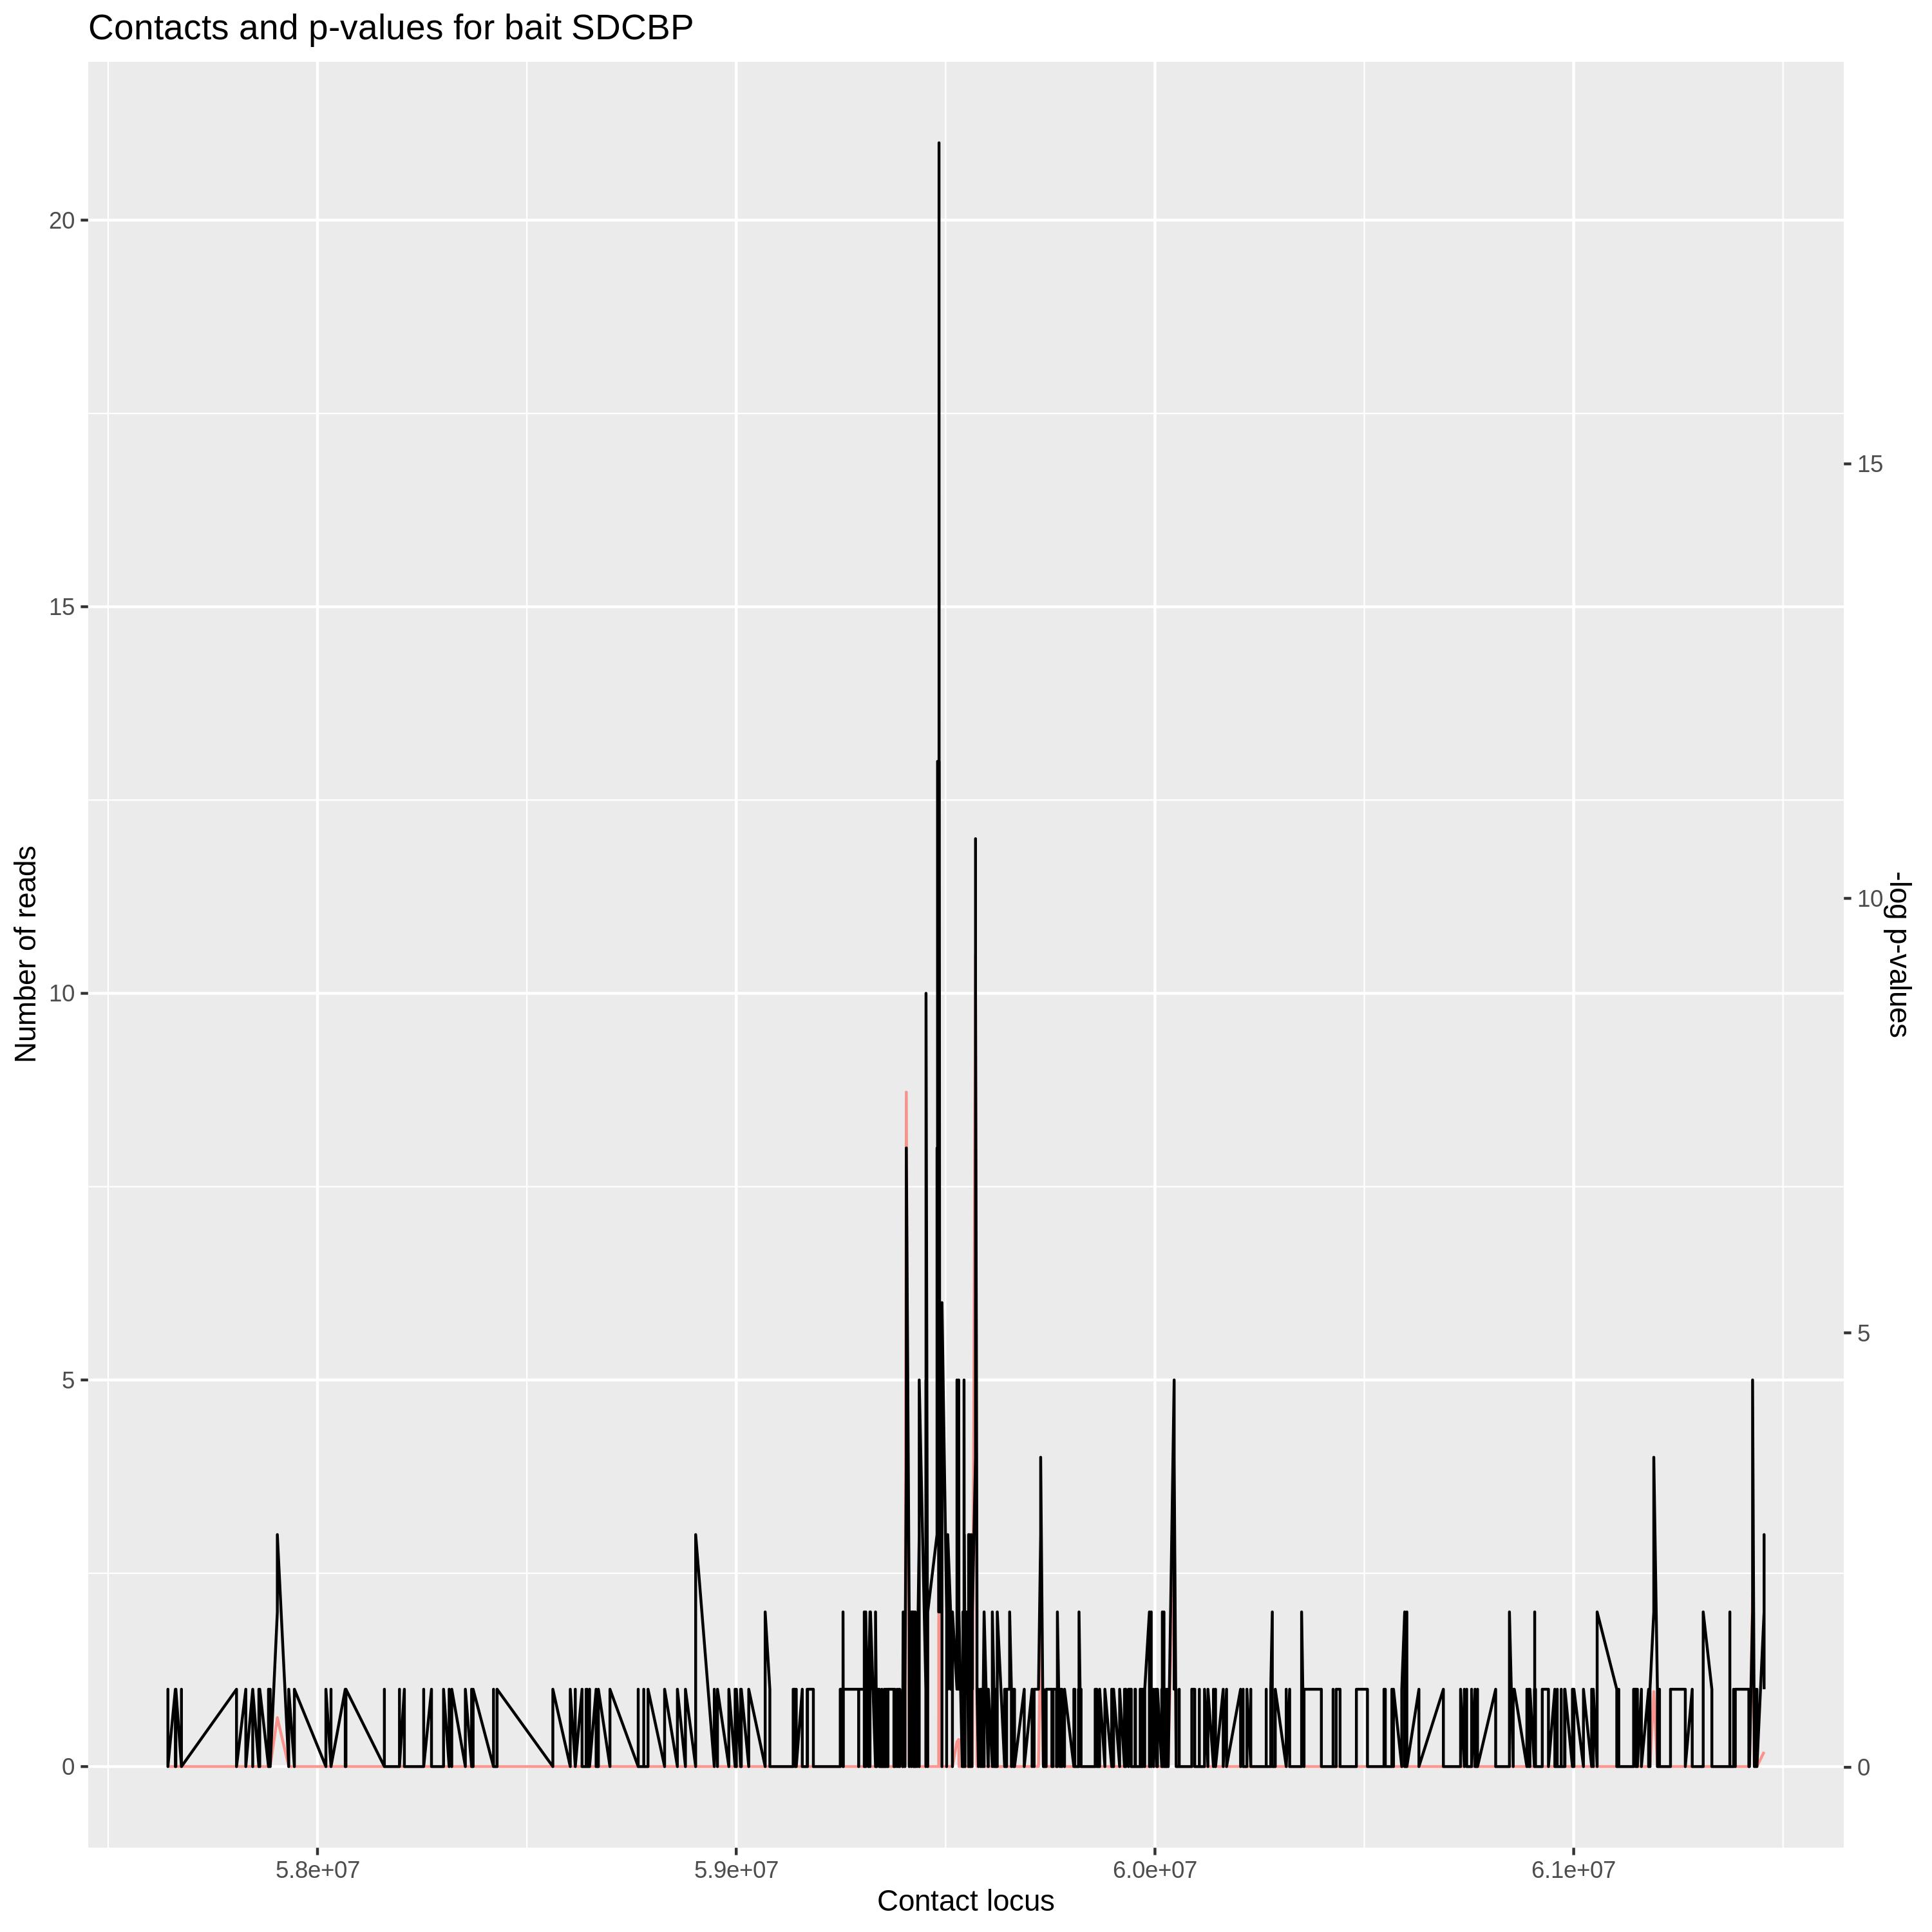 Contacts and p-values for bait SDCBP
20
15
10
5
0
Number of reads
15
10
5
0
-log p-values
5.8e+07 5.9e+07 6.0e+07 6.1e+07
Contact locus